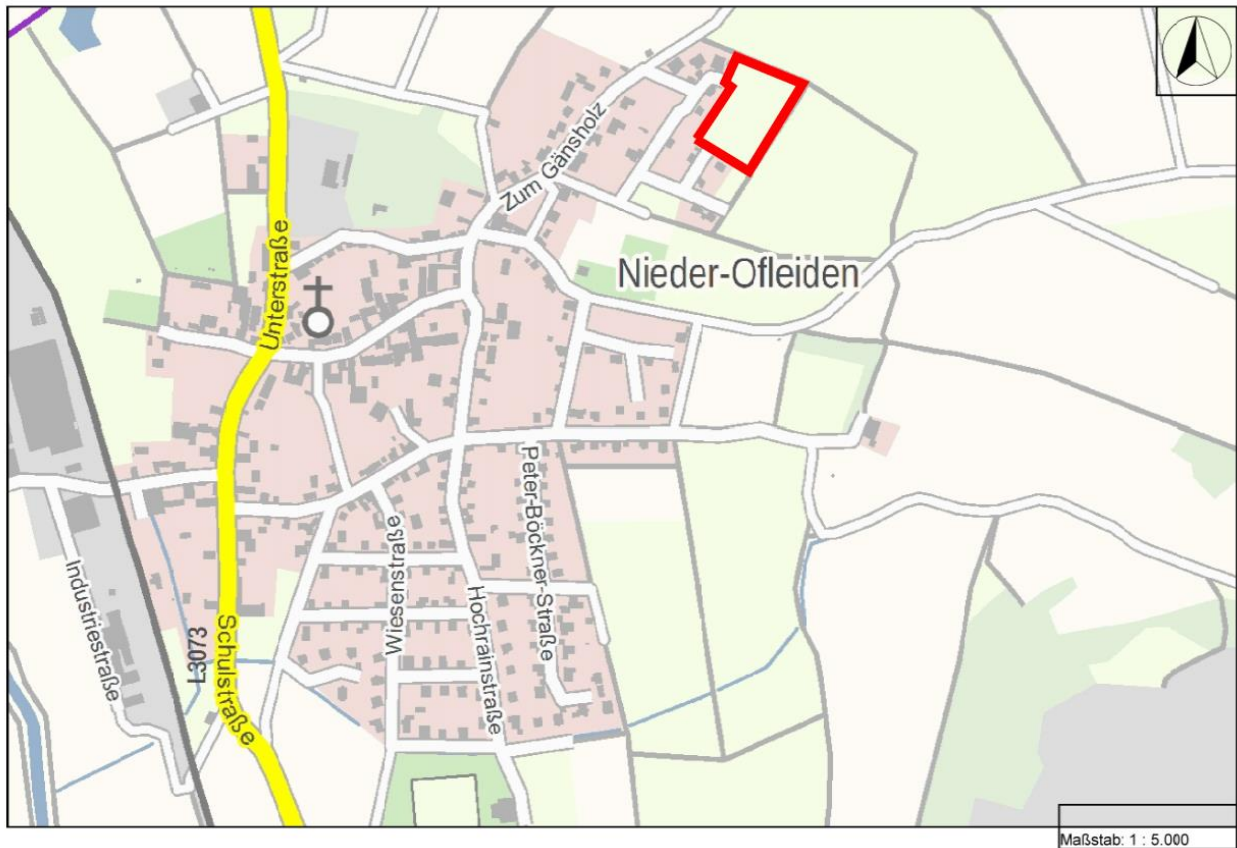 Zum Gänsholz
Unterstraße
Nieder-Ofleiden
Peter-Böckner-Straße
Wiesenstraße
Hochrainstraße
Industriestraße
L3073
Schulstraße
Maßstab: 1 : 5.000